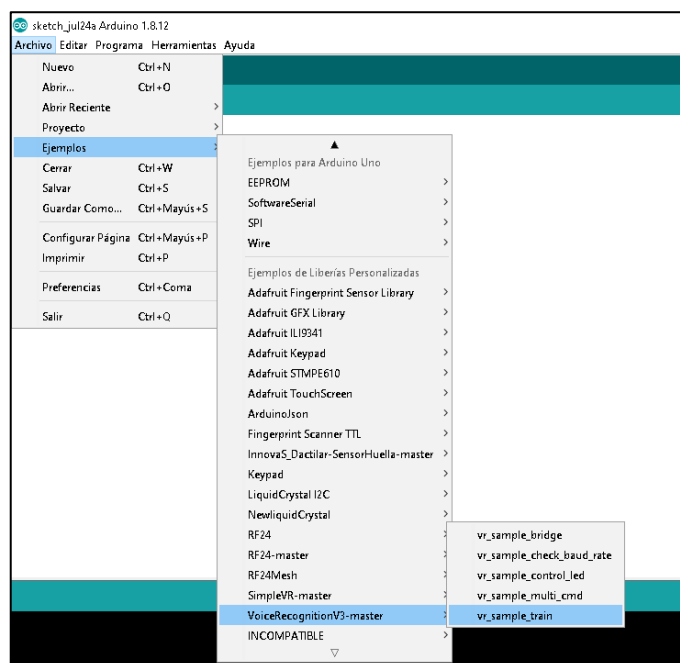 sketch_jul24a Arduino 1.8.12
Archivo Editar Programa Herramientas Ayuda
Nuevo Ctrl+N
Abrir... Ctrl+O
Abrir Reciente
Proyecto
Ejemplos
Cerrar Ctrl+W
Salvar Ctrl+S
Guardar Como... Ctrl+Mayús+S
Configurar Página Ctrl+Mayús+P
Imprimir Ctrl+P
Preferencias Ctrl+Coma
Salir Ctrl+Q
Ejemplos para Arduino Uno
EEPROM
SoftwareSerial
SPI
Wire
Ejemplos de Liberías Personalizadas
Adafruit Fingerprint Sensor Library
Adafruit GFX Library
Adafruit ILI9341
Adafruit Keypad
Adafruit STMPE610
Adafruit TouchScreen
ArduinoJson
Fingerprint Scanner TTL
InnovaS_Dactilar-SensorHuella-master
Keypad
LiquidCrystal I2C
NewliquidCrystal
RF24
RF24-master
RF24Mesh
SimpleVR-master
VoiceRecognitionV3-master
INCOMPATIBLE
vr_sample_bridge
vr_sample_check_baud_rate
vr_sample_control_led
vr_sample_multi_cmd
vr_sample_train